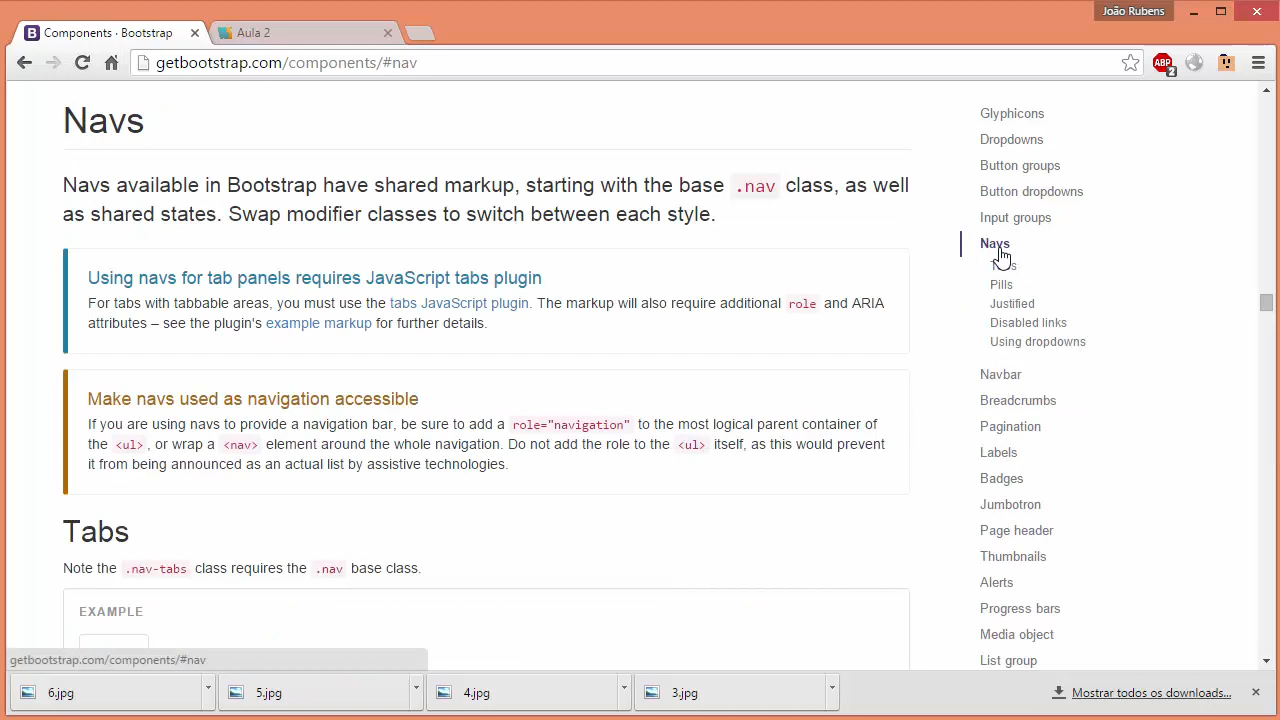 João Rubens
Components · Bootstrap
Aula 2
getbootstrap.com/components/#nav
ABP
2
Navs
Navs available in Bootstrap have shared markup, starting with the base .nav class, as well
as shared states. Swap modifier classes to switch between each style.
Using navs for tab panels requires JavaScript tabs plugin
For tabs with tabbable areas, you must use the tabs JavaScript plugin. The markup will also require additional role and ARIA
attributes – see the plugin's example markup for further details.
Make navs used as navigation accessible
If you are using navs to provide a navigation bar, be sure to add a role="navigation" to the most logical parent container of
the <ul>, or wrap a <nav> element around the whole navigation. Do not add the role to the <ul> itself, as this would prevent
it from being announced as an actual list by assistive technologies.
Tabs
Note the .nav-tabs class requires the .nav base class.
EXAMPLE
Glyphicons
Dropdowns
Button groups
Button dropdowns
Input groups
Navs
Pills
Justified
Disabled links
Using dropdowns
Navbar
Breadcrumbs
Pagination
Labels
Badges
Jumbotron
Page header
Thumbnails
Alerts
Progress bars
Media object
List group
getbootstrap.com/components/#nav
6.jpg
5.jpg
4.jpg
3.jpg
Mostrar todos os downloads...